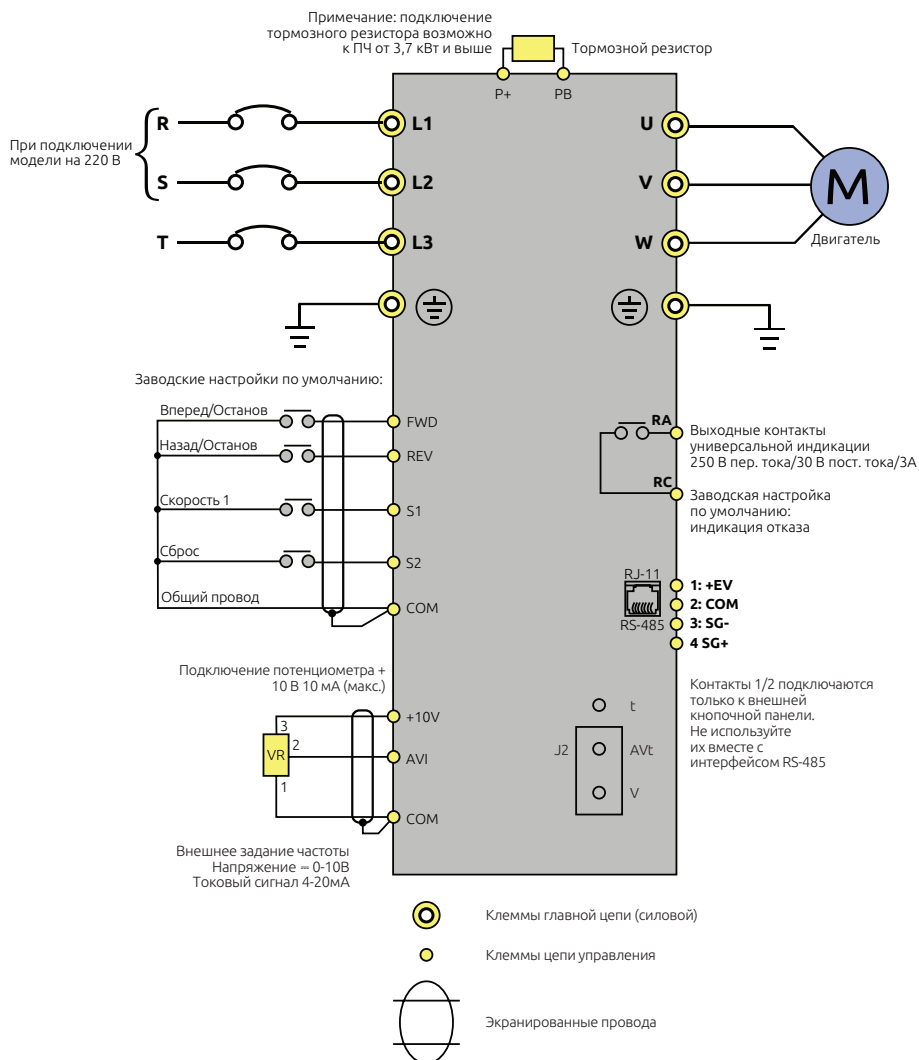 Примечание: подключение
тормозного резистора возможно
к ПЧ от 3,7 кВт и выше
Тормозной резистор
P+
PB
При подключении
модели на 220 В
R
L1
S
L2
T
L3
U
V
W
M
Двигатель
Заводские настройки по умолчанию:
Вперед/Останов
FWD
Назад/Останов
REV
Скорость 1
S1
Сброс
S2
Общий провод
COM
RA
Выходные контакты
универсальной индикации
250 В пер. тока/30 В пост. тока/3А
RC
Заводская настройка
по умолчанию:
индикация отказа
RJ-11
RS-485
1: +EV
2: COM
3: SG-
4 SG+
Контакты 1/2 подключаются
только к внешней
кнопочной панели.
Не используйте
их вместе с
интерфейсом RS-485
Подключение потенциометра +
10 В 10 мА (макс.)
+10V
3
VR
2
AVI
1
COM
Внешнее задание частоты
Напряжение ⎓ 0-10В
Токовый сигнал 4-20мА
t
J2
AVt
V
Клеммы главной цепи (силовой)
Клеммы цепи управления
Экранированные провода